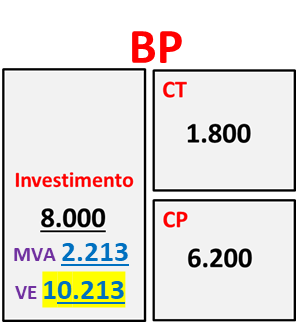 BP
Investimento
8.000
MVA 2.213
VE 10.213
CT
1.800
CP
6.200